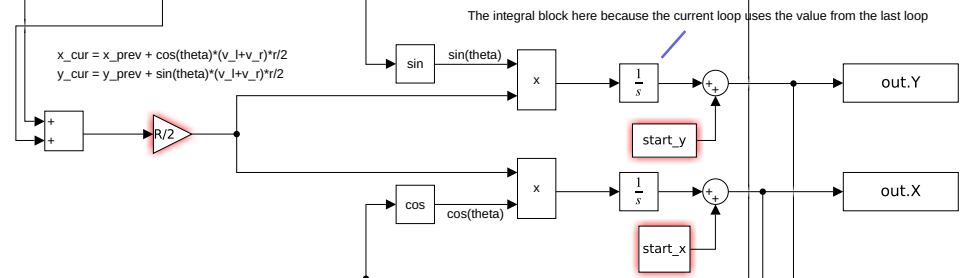 The integral block here because the current loop uses the value from the last loop
x_cur = x_prev + cos(theta)*(v_l+v_r)*r/2
y_cur = y_prev + sin(theta)*(v_l+v_r)*r/2
sin
sin(theta)
x
1
s
+
+
out.Y
+
+
R/2
start_y
cos
cos(theta)
x
1
s
+
+
out.X
start_x